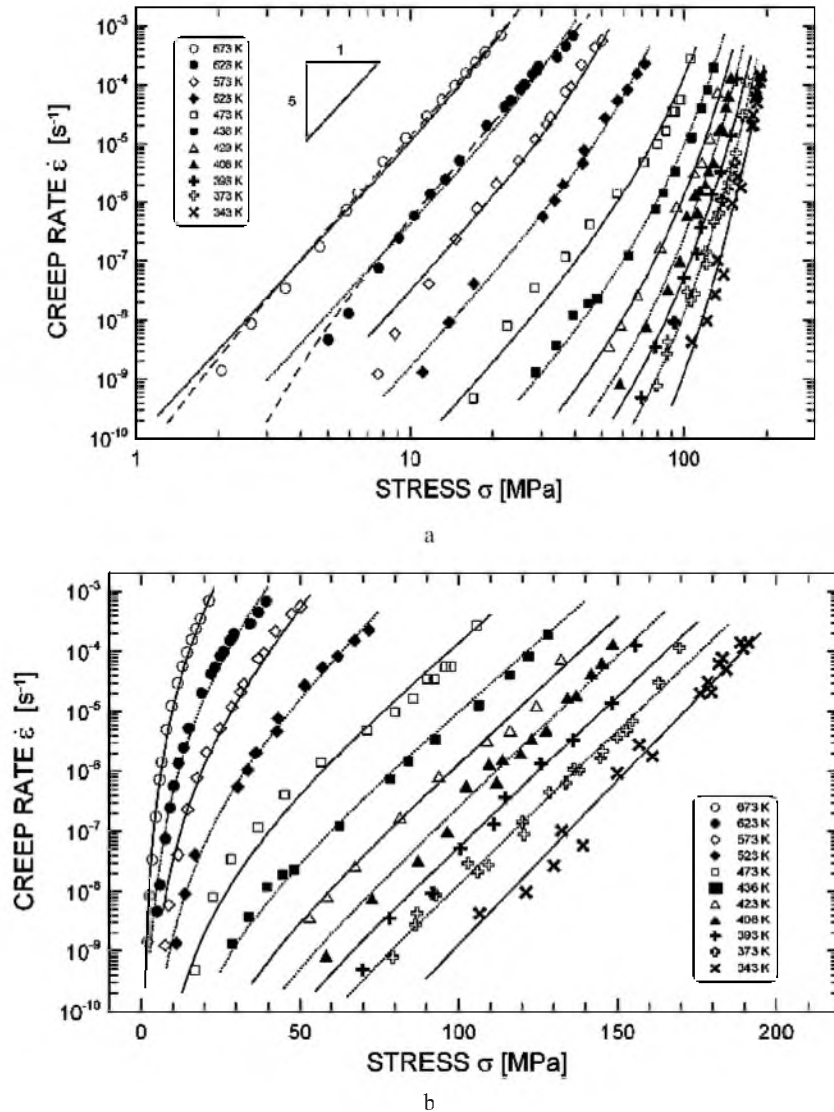 10⁻³
10⁻⁴
10⁻⁵
10⁻⁶
10⁻⁷
10⁻⁸
10⁻⁹
10⁻¹⁰
CREEP RATE ε̇ [s⁻¹]
673 K
623 K
573 K
523 K
473 K
436 K
423 K
408 K
393 K
373 K
343 K
1
5
1
10
100
STRESS σ [MPa]
a
10⁻³
10⁻⁴
10⁻⁵
10⁻⁶
10⁻⁷
10⁻⁸
10⁻⁹
10⁻¹⁰
CREEP RATE ε̇ [s⁻¹]
673 K
623 K
573 K
523 K
473 K
436 K
423 K
408 K
393 K
373 K
343 K
0
50
100
150
200
STRESS σ [MPa]
b